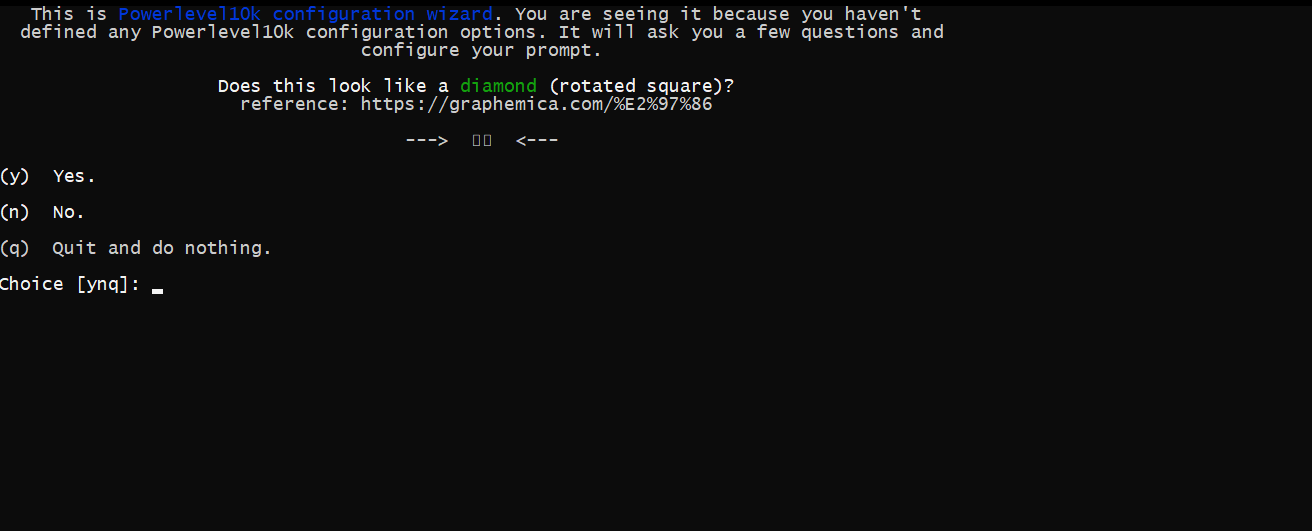 This is Powerlevel10k configuration wizard. You are seeing it because you haven't
defined any Powerlevel10k configuration options. It will ask you a few questions and
configure your prompt.
Does this look like a diamond (rotated square)?
reference: https://graphemica.com/%E2%97%86
---> ▯▯ <---
(y) Yes.
(n) No.
(q) Quit and do nothing.
Choice [ynq]: _